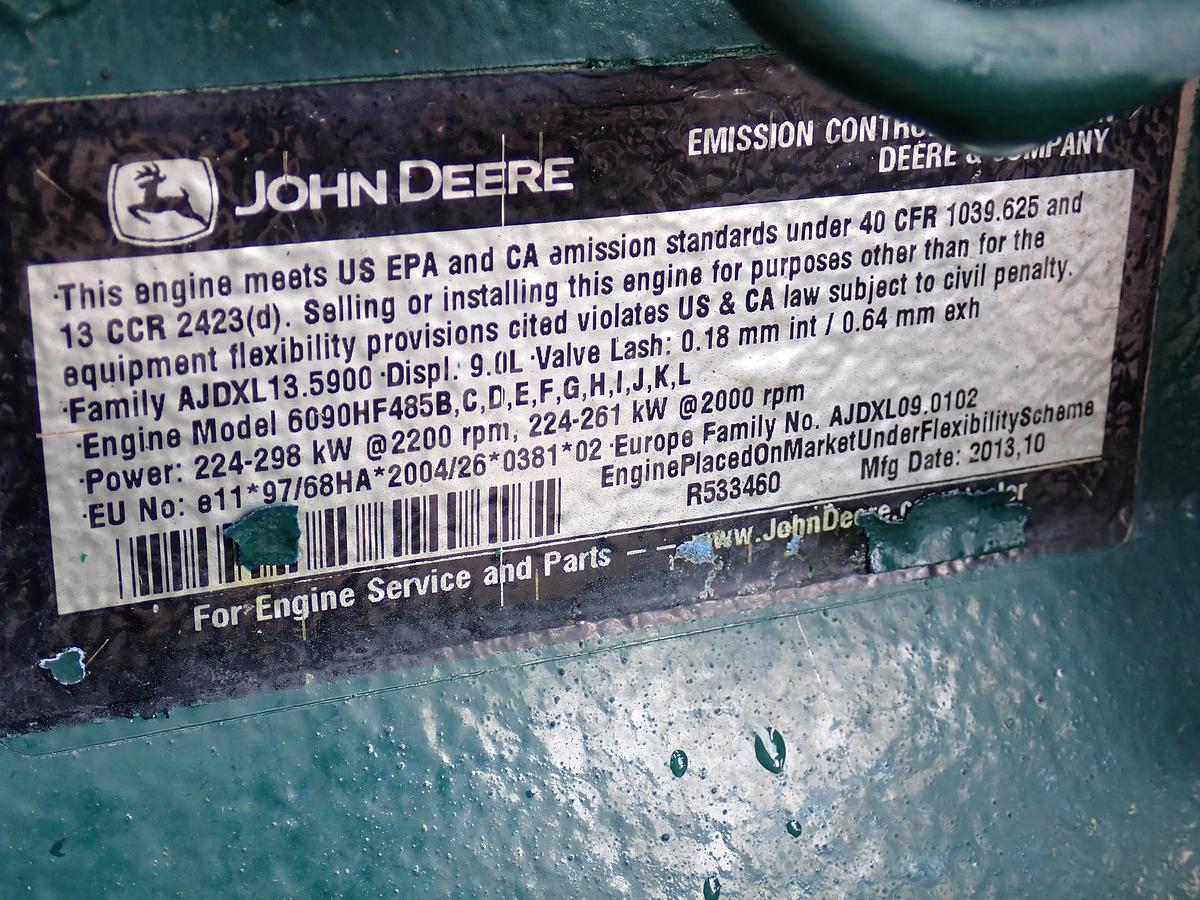 EMISSION
DEERE & COMPANY
JOHN DEERE
·This engine meets US EPA and CA emission standards under 40 CFR 1039.625 and
13 CCR 2423(d). Selling or installing this engine for purposes other than for the
equipment flexibility provisions cited violates US & CA law subject to civil penalty.
·Family AJDXL13.5900 ·Displ.: 9.0L ·Valve Lash: 0.18 mm int / 0.64 mm exh
·Engine Model 6090HF485B,C,D,E,F,G,H,I,J,K,L
·Power: 224-298 kW @2200 rpm, 224-261 kW @2000 rpm
·EU No: e11*97/68HA*2004/26*0381*02 ·Europe Family No. AJDXL09.0102
EnginePlacedOnMarketUnderFlexibilityScheme
R533460 Mfg Date: 2013,10
For Engine Service and Parts – –